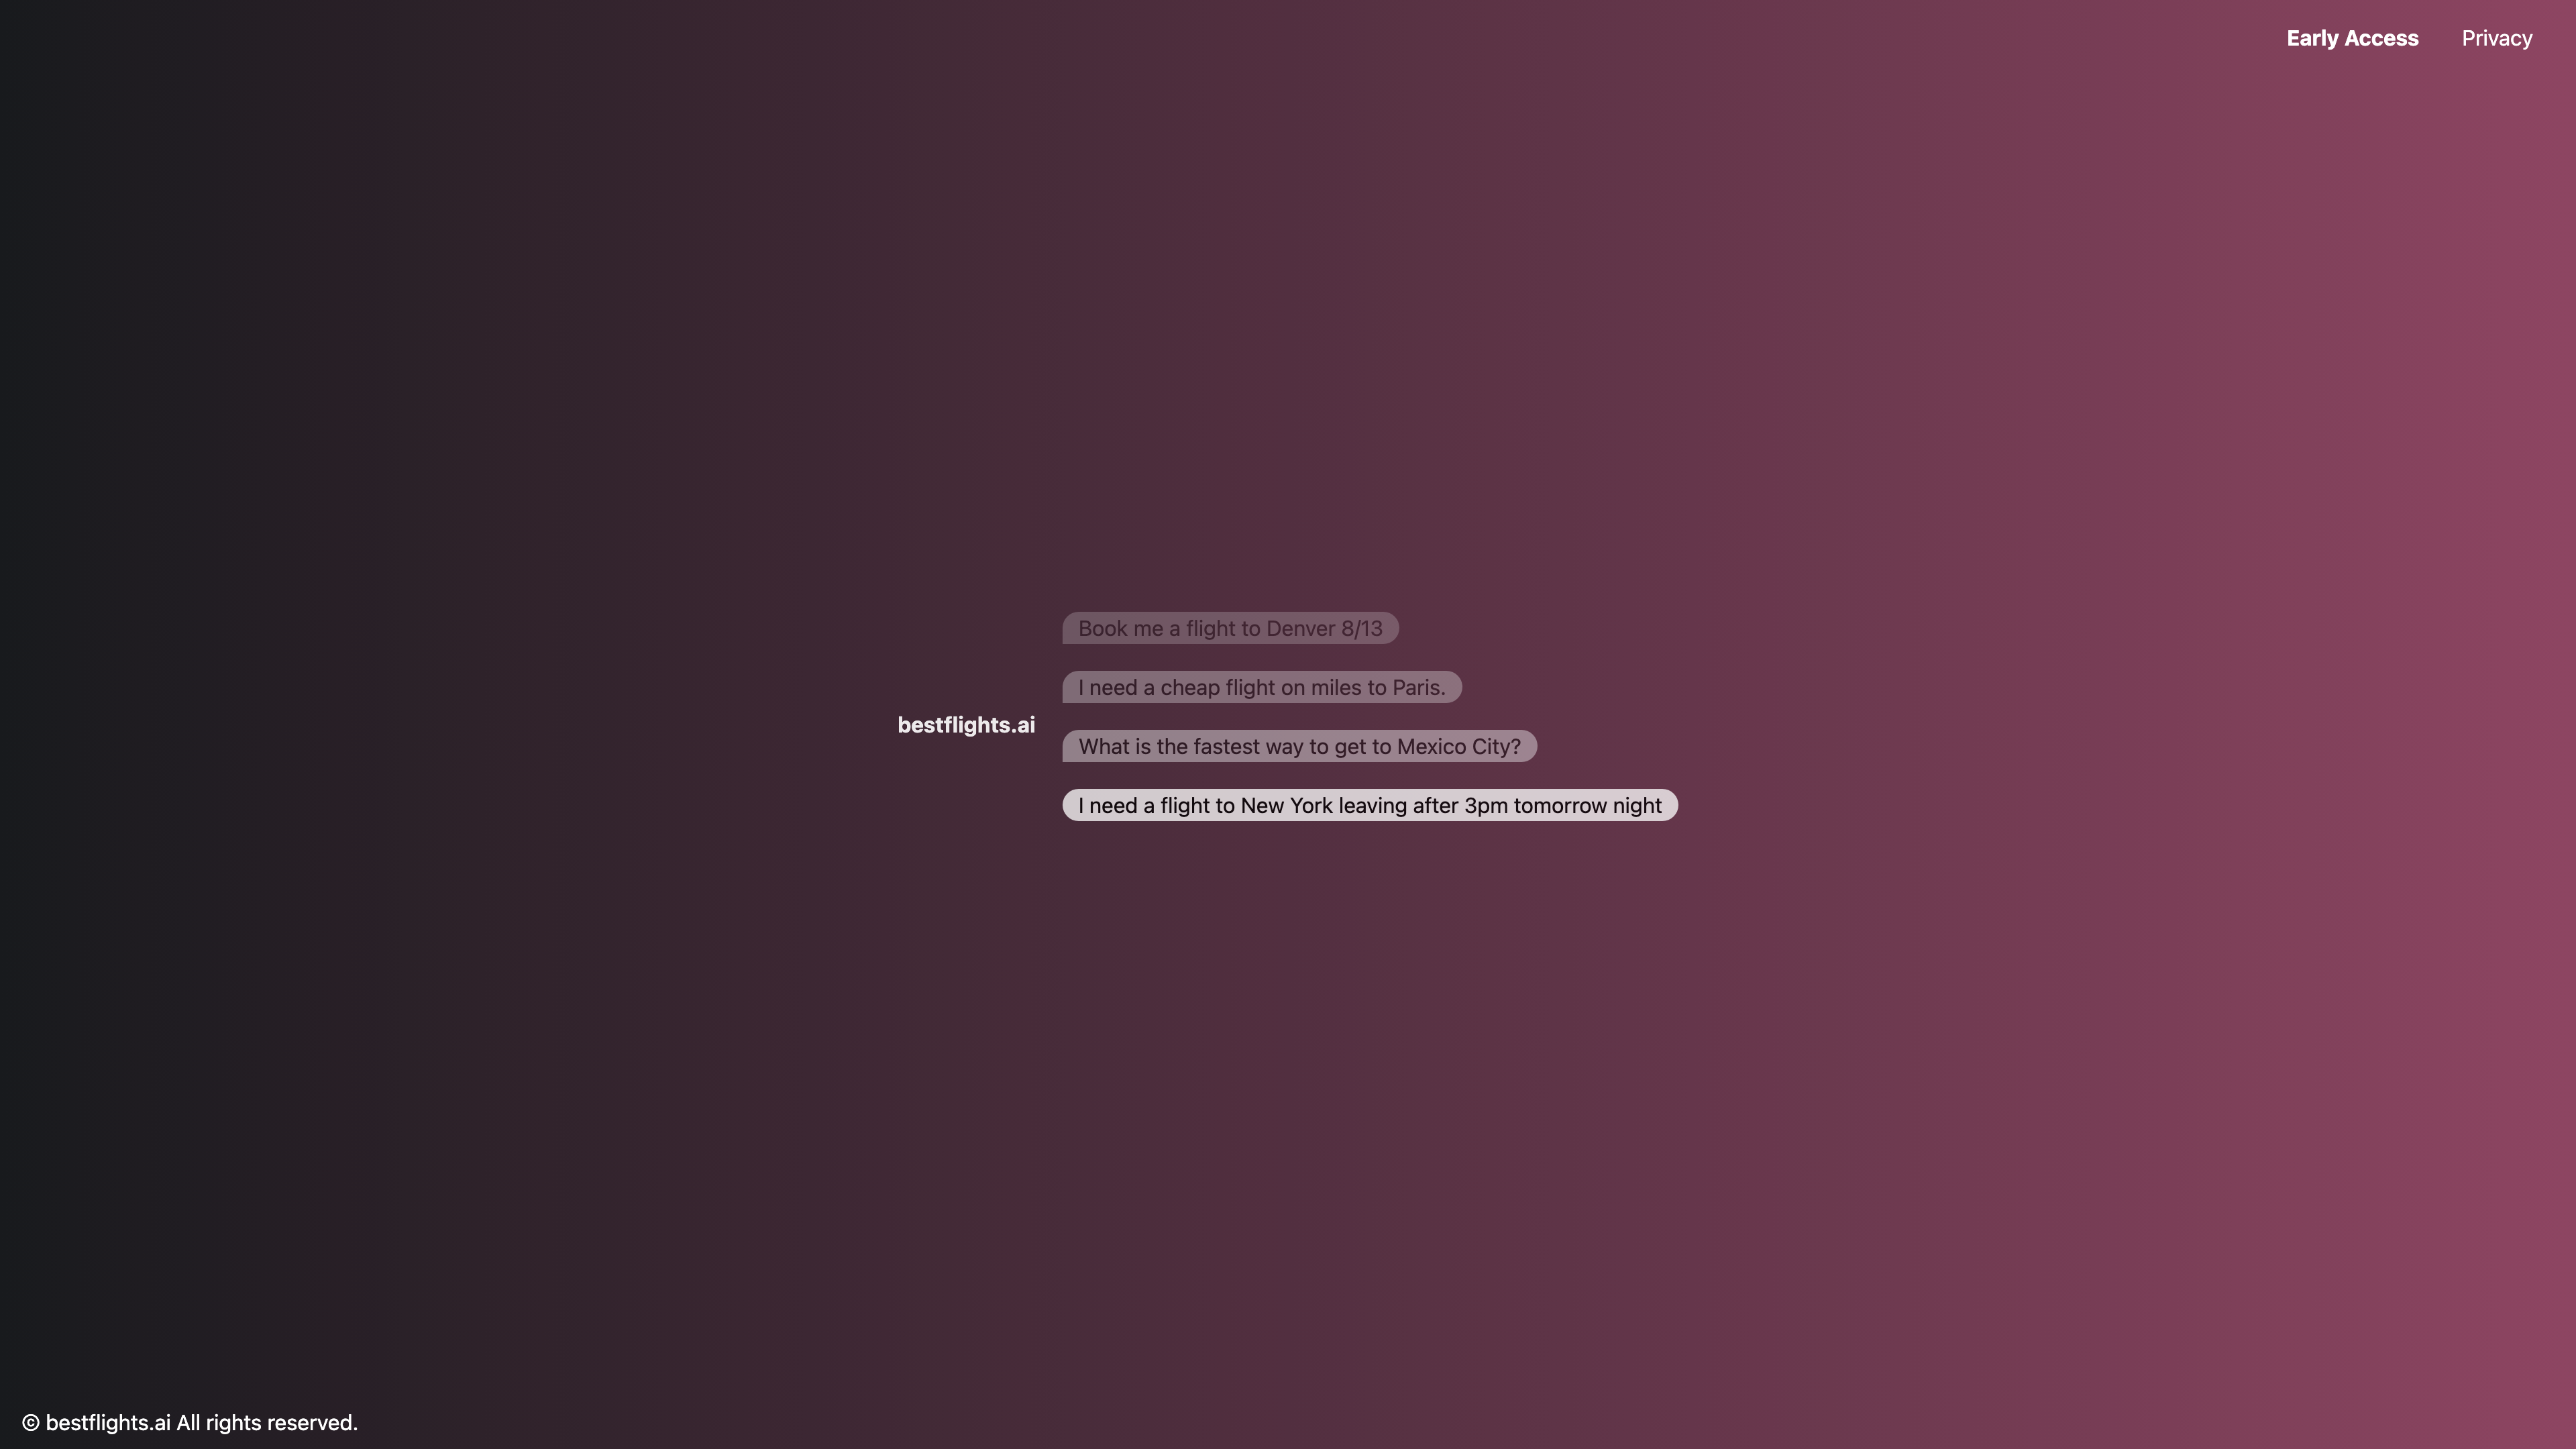 Early Access
Privacy
Book me a flight to Denver 8/13
I need a cheap flight on miles to Paris.
bestflights.ai
What is the fastest way to get to Mexico City?
I need a flight to New York leaving after 3pm tomorrow night
© bestflights.ai All rights reserved.